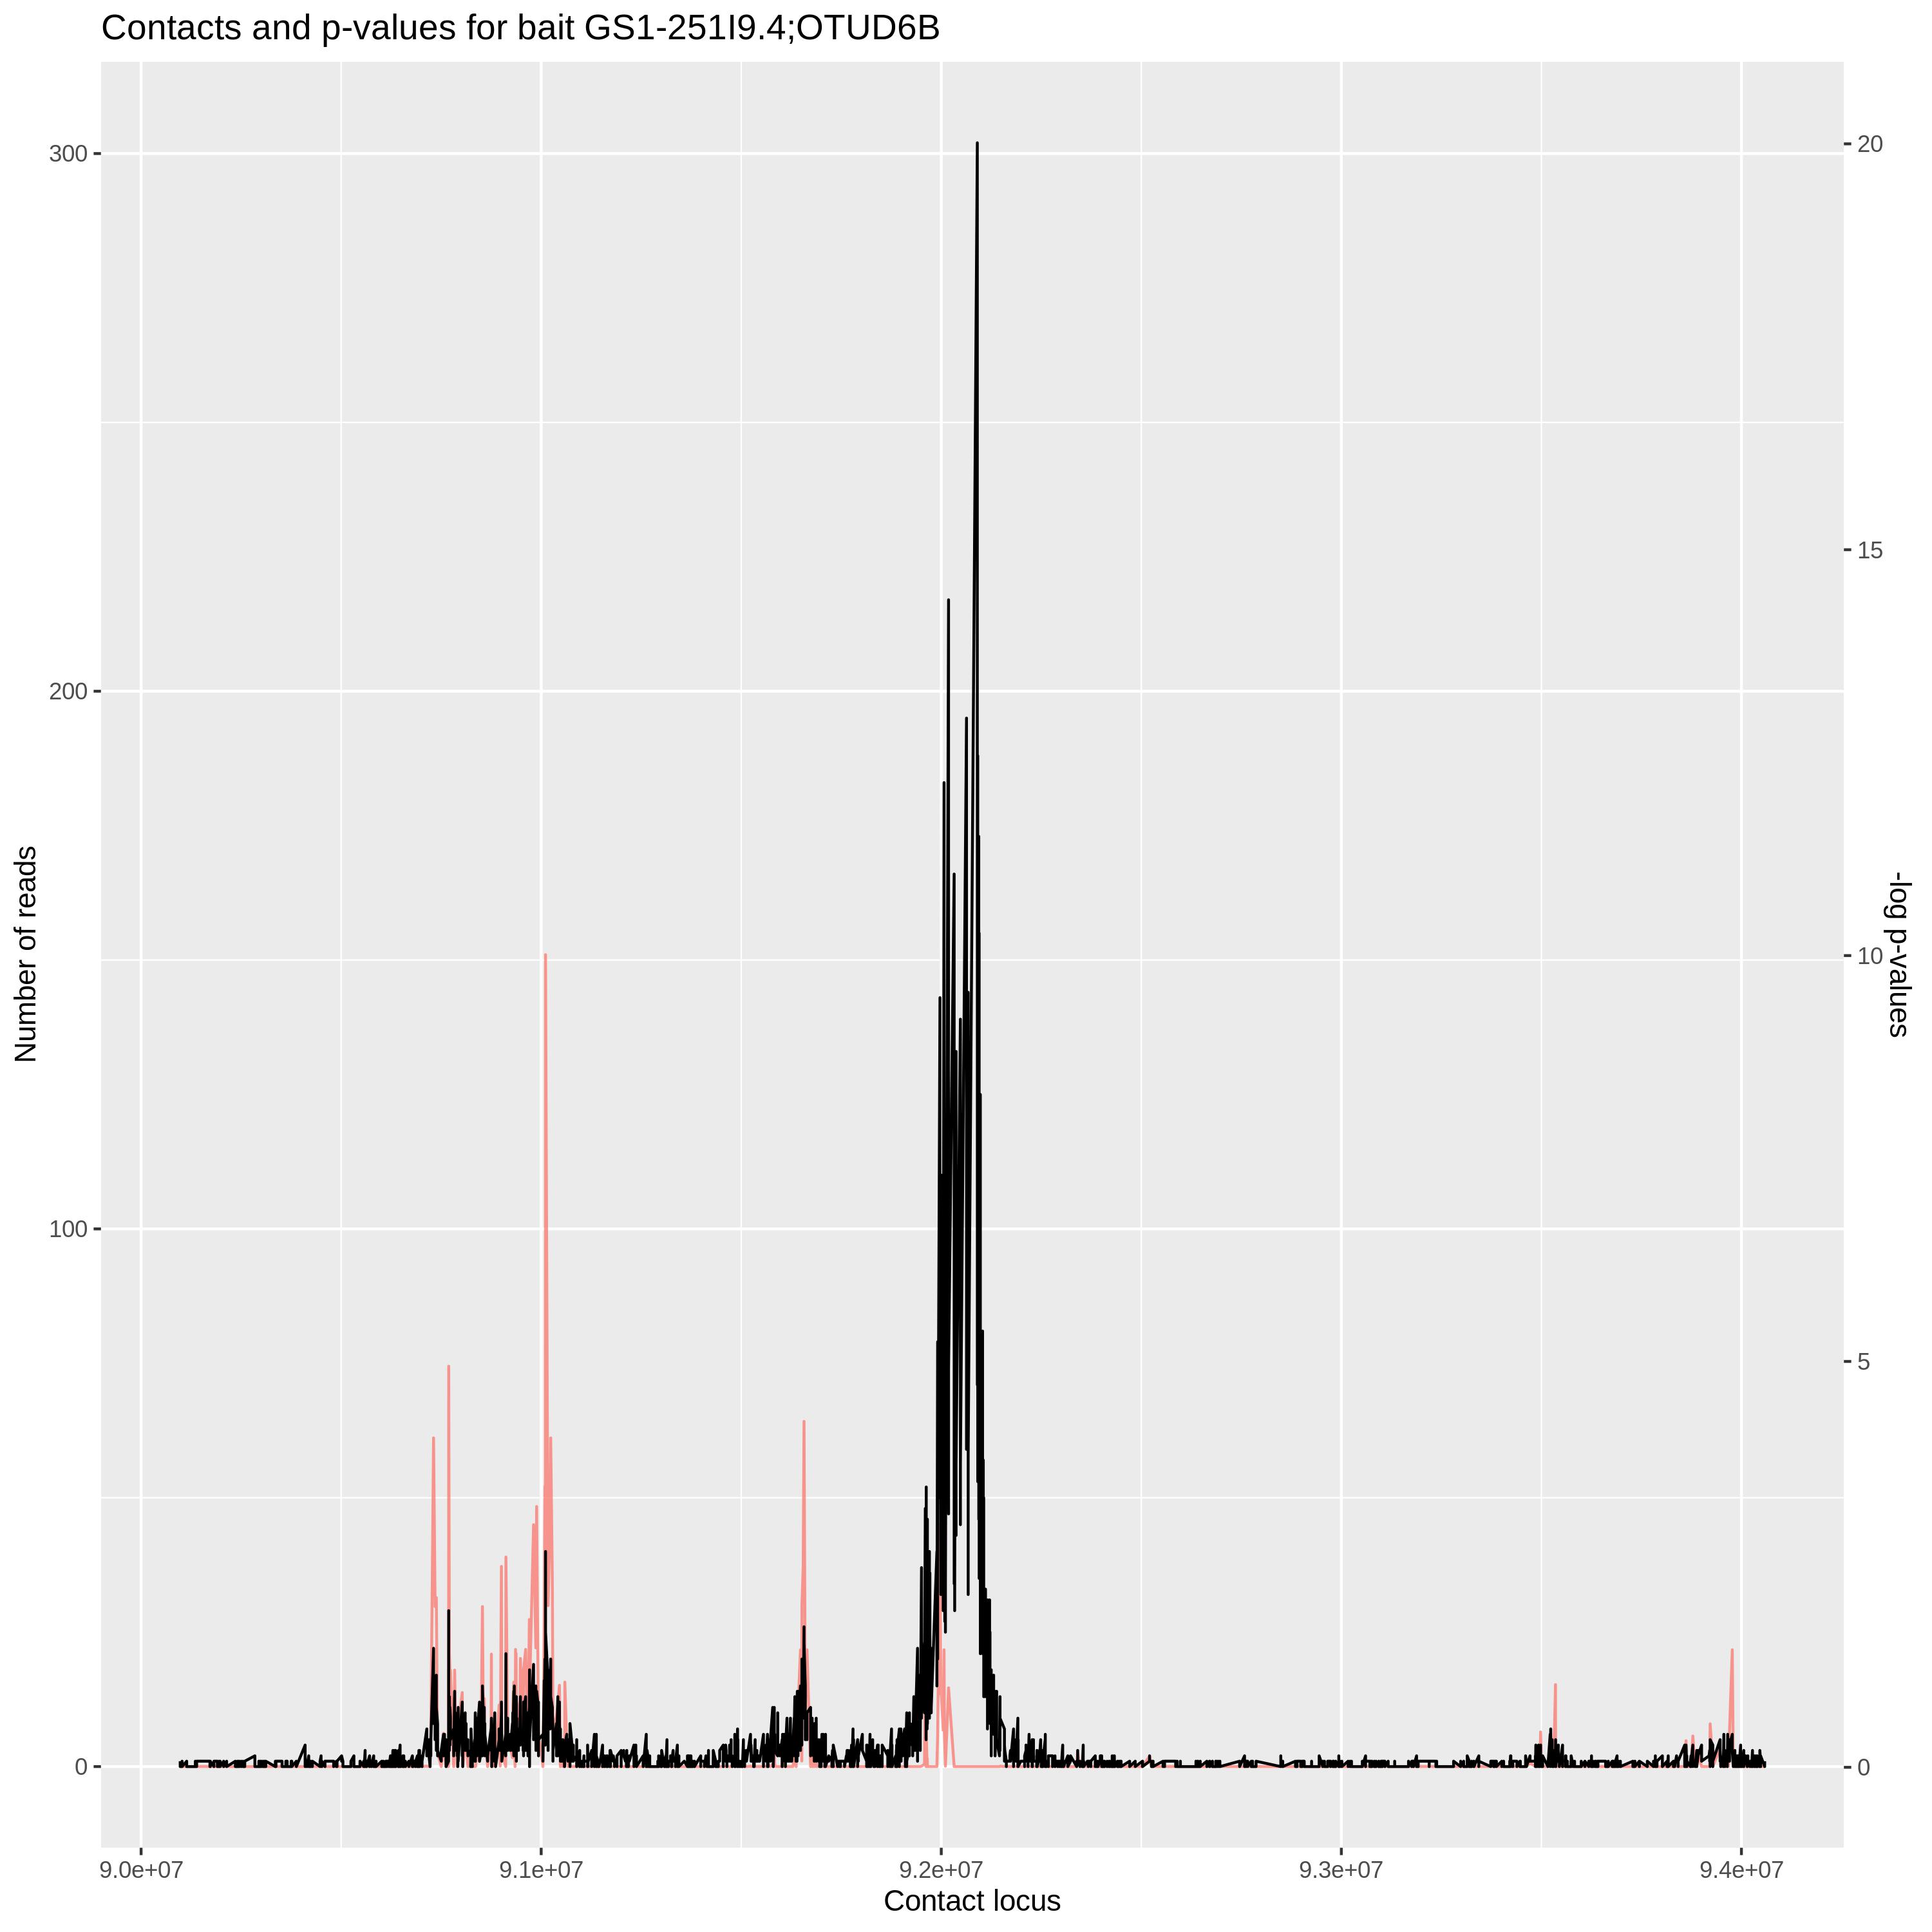 Contacts and p-values for bait GS1-251I9.4;OTUD6B
300
200
100
0
Number of reads
20
15
10
5
0
-log p-values
9.0e+07
9.1e+07
9.2e+07
9.3e+07
9.4e+07
Contact locus